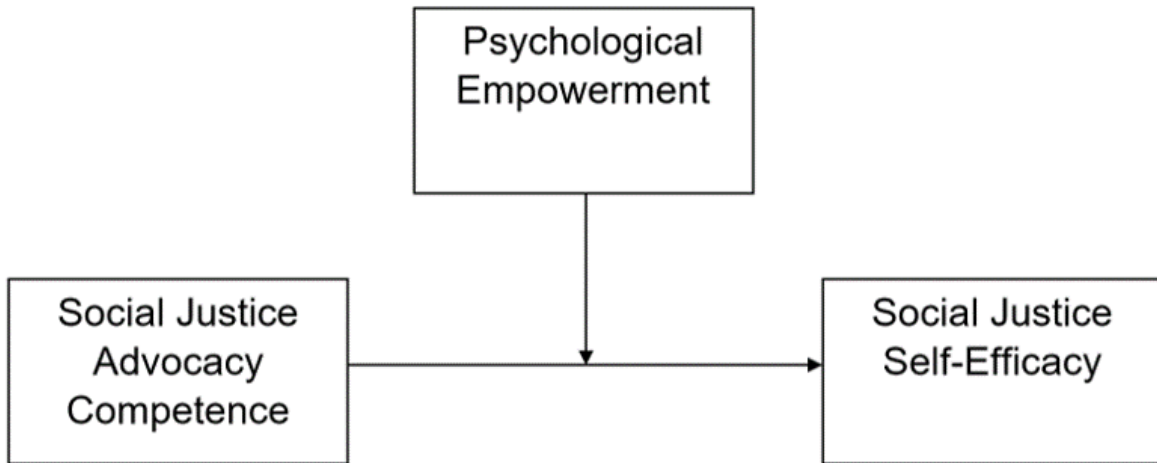 Psychological
Empowerment
Social Justice
Advocacy
Competence
Social Justice
Self-Efficacy